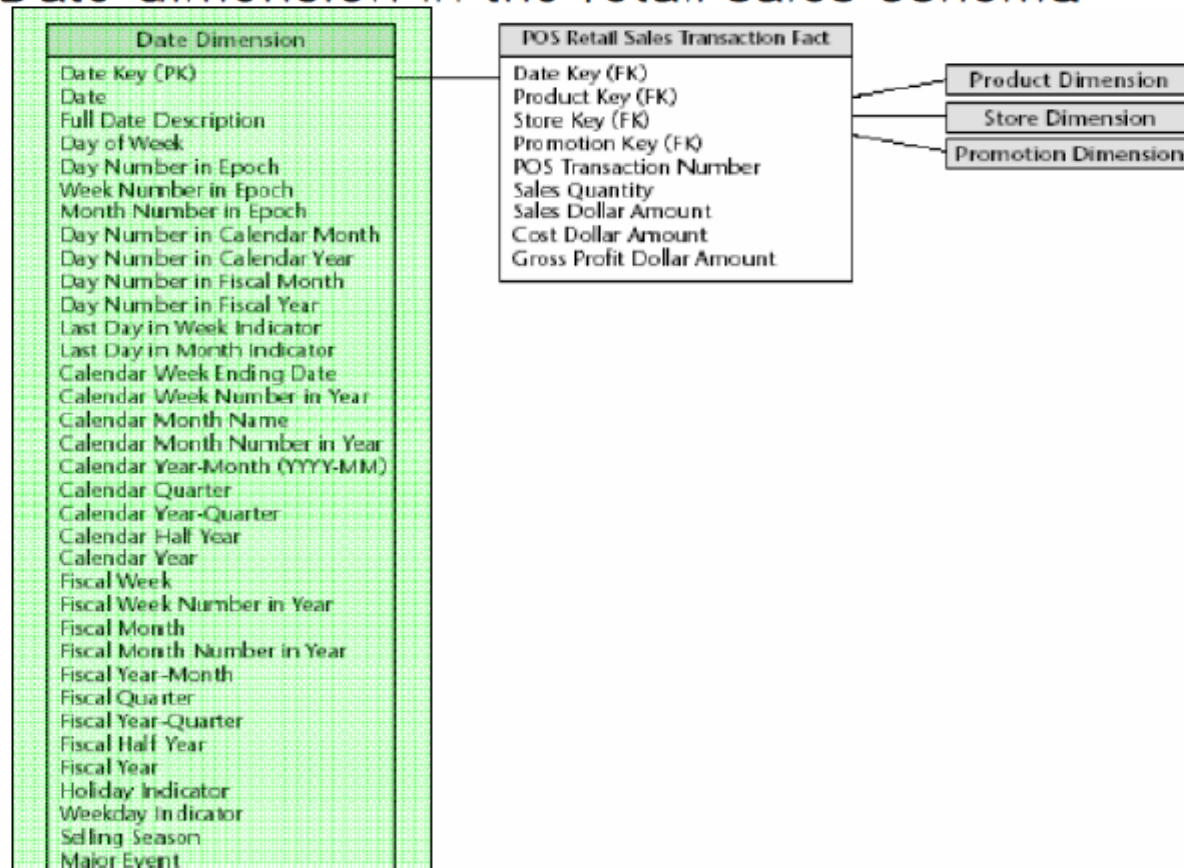 Date dimension in the retail sales schema
Date Dimension
Date Key (PK)
Date
Full Date Description
Day of Week
Day Number in Epoch
Week Number in Epoch
Month Number in Epoch
Day Number in Calendar Month
Day Number in Calendar Year
Day Number in Fiscal Month
Day Number in Fiscal Year
Last Day in Week Indicator
Last Day in Month Indicator
Calendar Week Ending Date
Calendar Week Number in Year
Calendar Month Name
Calendar Month Number in Year
Calendar Year-Month (YYYY-MM)
Calendar Quarter
Calendar Year-Quarter
Calendar Half Year
Calendar Year
Fiscal Week
Fiscal Week Number in Year
Fiscal Month
Fiscal Month Number in Year
Fiscal Year-Month
Fiscal Quarter
Fiscal Year-Quarter
Fiscal Half Year
Fiscal Year
Holiday Indicator
Weekday Indicator
Selling Season
Major Event
POS Retail Sales Transaction Fact
Date Key (FK)
Product Key (FK)
Store Key (FK)
Promotion Key (FK)
POS Transaction Number
Sales Quantity
Sales Dollar Amount
Cost Dollar Amount
Gross Profit Dollar Amount
Product Dimension
Store Dimension
Promotion Dimension